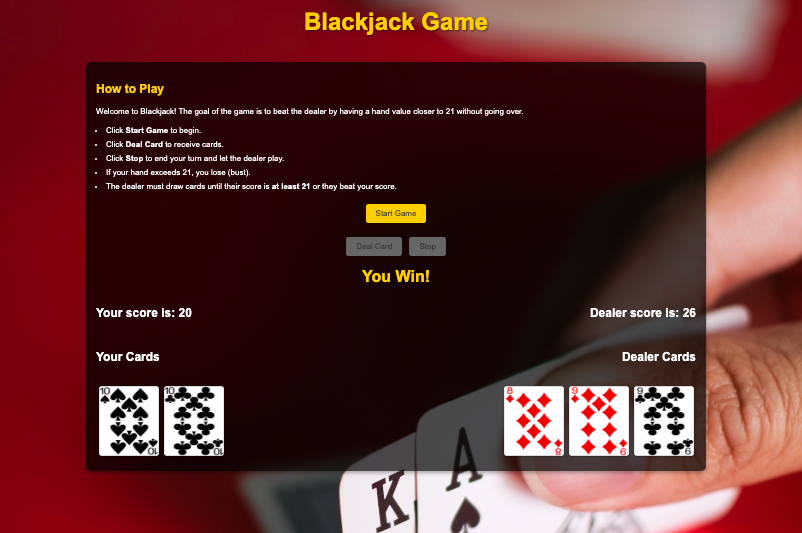 Blackjack Game
How to Play
Welcome to Blackjack! The goal of the game is to beat the dealer by having a hand value closer to 21 without going over.
Click Start Game to begin.
Click Deal Card to receive cards.
Click Stop to end your turn and let the dealer play.
If your hand exceeds 21, you lose (bust).
The dealer must draw cards until their score is at least 21 or they beat your score.
Start Game
Deal Card Stop
You Win!
Your score is: 20 Dealer score is: 26
Your Cards Dealer Cards
10 10 8 9 9
10 10 8 9 9
K A